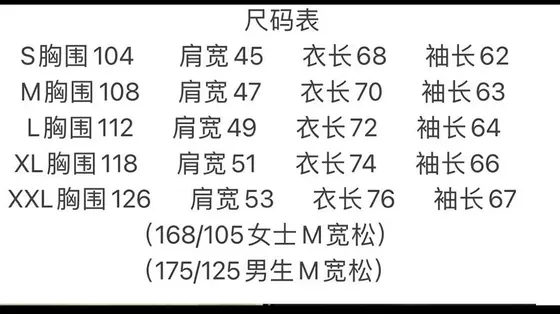 尺码表
S胸围104 肩宽45 衣长68 袖长62
M胸围108 肩宽47 衣长70 袖长63
L胸围112 肩宽49 衣长72 袖长64
XL胸围118 肩宽51 衣长74 袖长66
XXL胸围126 肩宽53 衣长76 袖长67
（168/105女士M宽松）
（175/125男生M宽松）